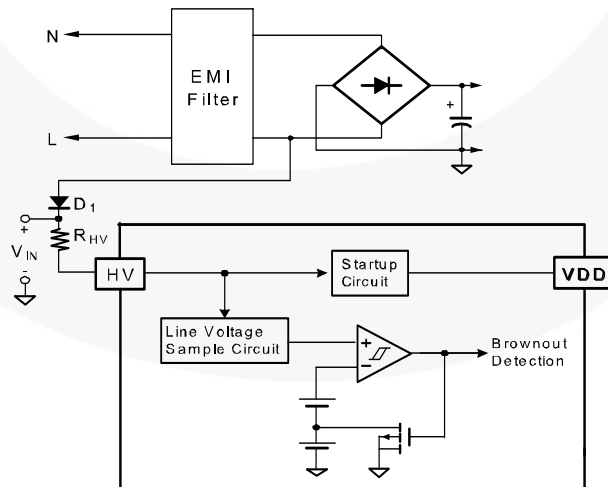 N
EMI
Filter
+
L
D1
+
RHV
VIN
-
HV
Startup
Circuit
VDD
Line Voltage
Sample Circuit
+
-
Brownout
Detection